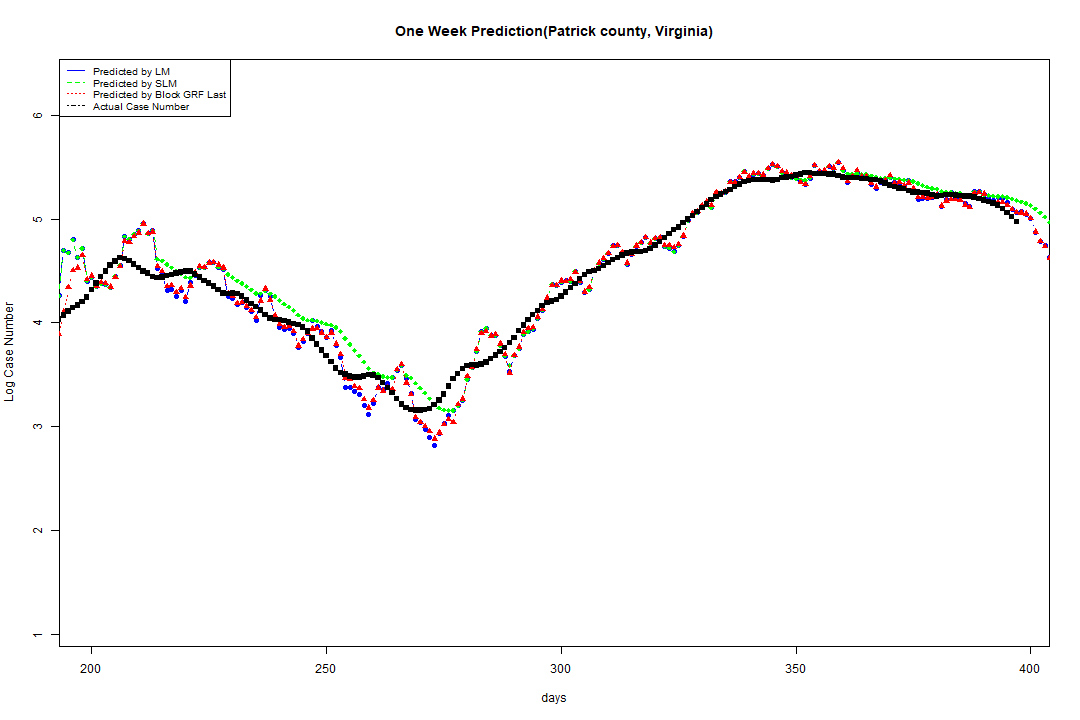 One Week Prediction(Patrick county, Virginia)
Predicted by LM
Predicted by SLM
Predicted by Block GRF Last
Actual Case Number
Log Case Number
6
5
4
3
2
1
200 250 300 350 400
days